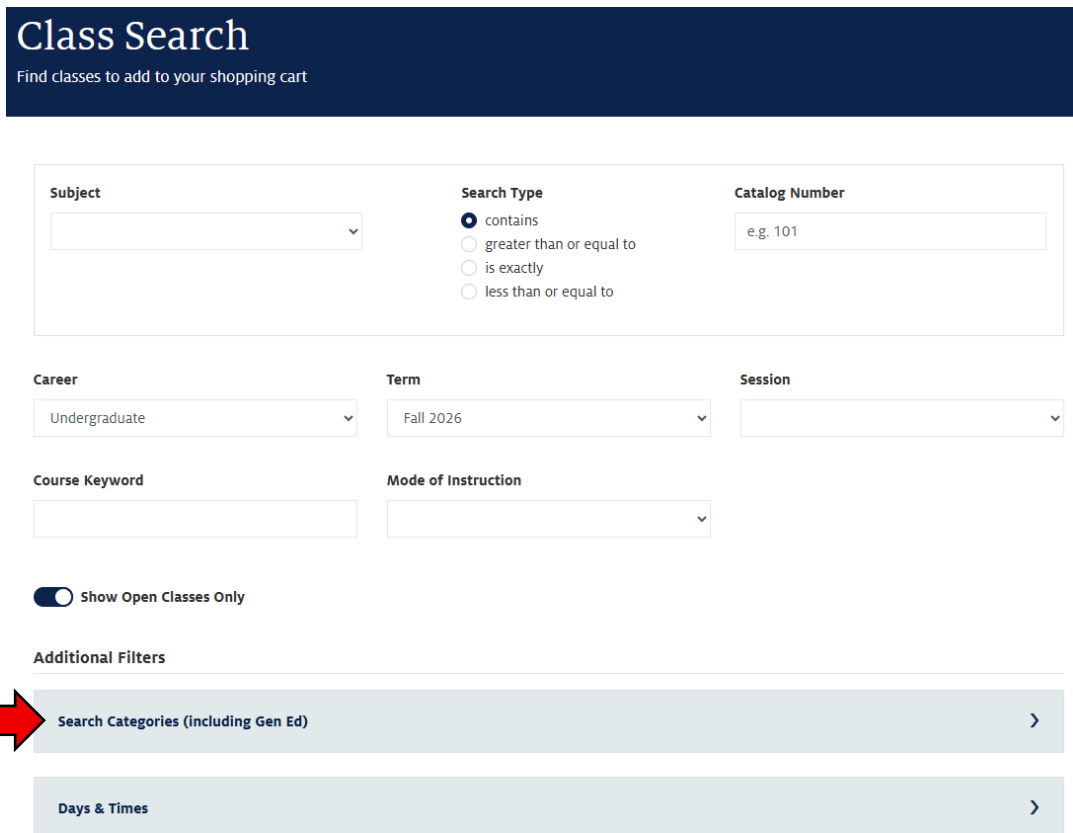 Class Search
Find classes to add to your shopping cart
Subject
Search Type
Catalog Number
contains
e.g. 101
greater than or equal to
is exactly
less than or equal to
Career
Term
Session
Undergraduate
Fall 2026
Course Keyword
Mode of Instruction
Show Open Classes Only
Additional Filters
Search Categories (including Gen Ed)
Days & Times